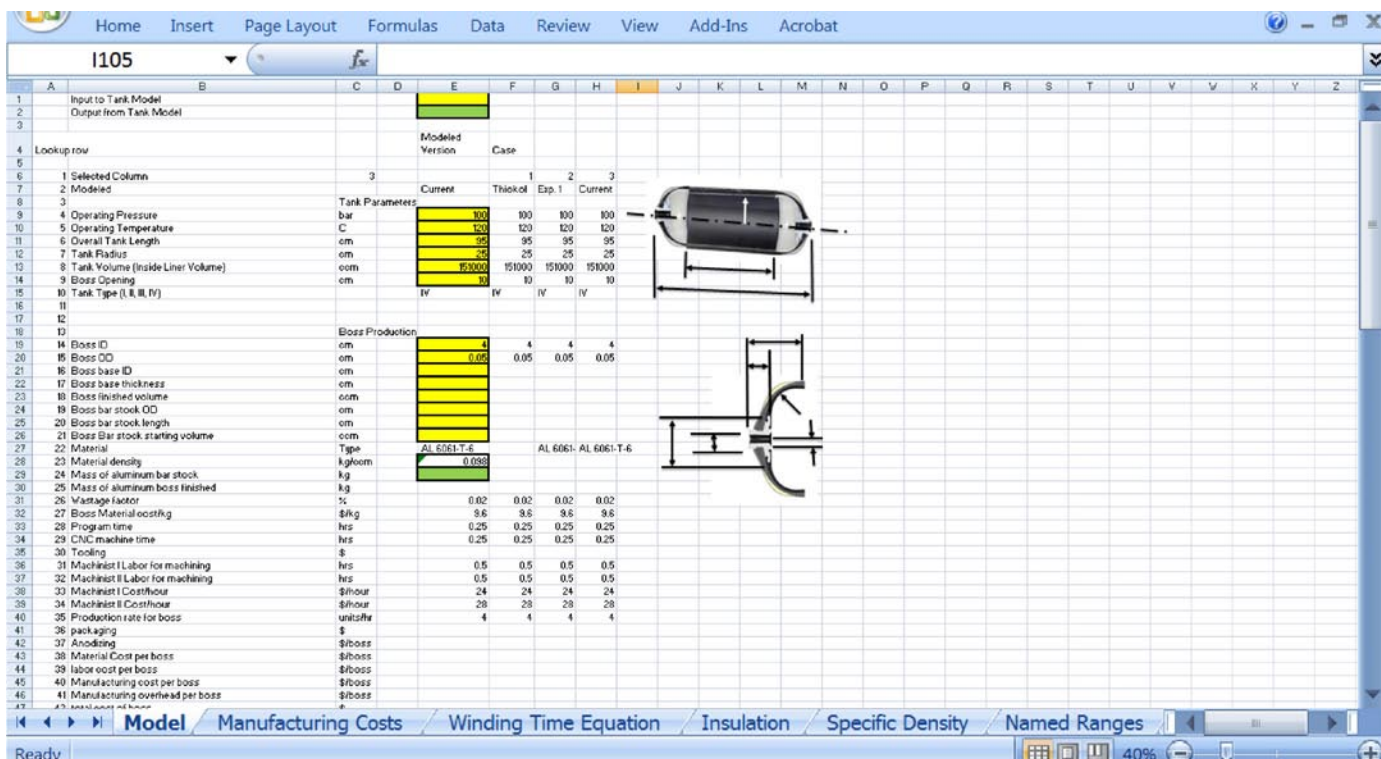 Home Insert Page Layout Formulas Data Review View Add-Ins Acrobat
I105 fx
A B C D E F G H I J K L M N O P Q R S T U V W X Y Z
1 Input to Tank Model
2 Output from Tank Model
3
4 Lookup row Modeled Version Case
5
6 1 Selected Column 3 1 2 3
7 2 Modeled Current Thiokol Exp. 1 Current
8 3 Tank Parameters
9 4 Operating Pressure bar 100 100 100 100
10 5 Operating Temperature C 120 120 120 120
11 6 Overall Tank Length cm 95 95 95 95
12 7 Tank Radius cm 25 25 25 25
13 8 Tank Volume (Inside Liner Volume) ccm 151000 151000 151000 151000
14 9 Boss Opening cm 10 10 10 10
15 10 Tank Type (I, II, III, IV) IV IV IV IV
16 11
17 12
18 13 Boss Production
19 14 Boss ID cm 4 4 4 4
20 15 Boss OD cm 0.05 0.05 0.05 0.05
21 16 Boss base ID cm
22 17 Boss base thickness cm
23 18 Boss finished volume ccm
24 19 Boss bar stock OD cm
25 20 Boss bar stock length cm
26 21 Boss Bar stock starting volume ccm
27 22 Material Type AL 6061-T-6 AL 6061- AL 6061-T-6
28 23 Material density kg/ccm 0.098
29 24 Mass of aluminum bar stock kg
30 25 Mass of aluminum boss finished kg
31 26 Wastage factor % 0.02 0.02 0.02 0.02
32 27 Boss Material cost/kg $/kg 9.6 9.6 9.6 9.6
33 28 Program time hrs 0.25 0.25 0.25 0.25
34 29 CNC machine time hrs 0.25 0.25 0.25 0.25
35 30 Tooling $
36 31 Machinist I Labor for machining hrs 0.5 0.5 0.5 0.5
37 32 Machinist II Labor for machining hrs 0.5 0.5 0.5 0.5
38 33 Machinist I Cost/hour $/hour 24 24 24 24
39 34 Machinist II Cost/hour $/hour 28 28 28 28
40 35 Production rate for boss units/hr 4 4 4 4
41 36 packaging $
42 37 Anodizing $/boss
43 38 Material Cost per boss $/boss
44 39 labor cost per boss $/boss
45 40 Manufacturing cost per boss $/boss
46 41 Manufacturing overhead per boss $/boss
47 42 total cost of boss $
Model Manufacturing Costs Winding Time Equation Insulation Specific Density Named Ranges
Ready 40%